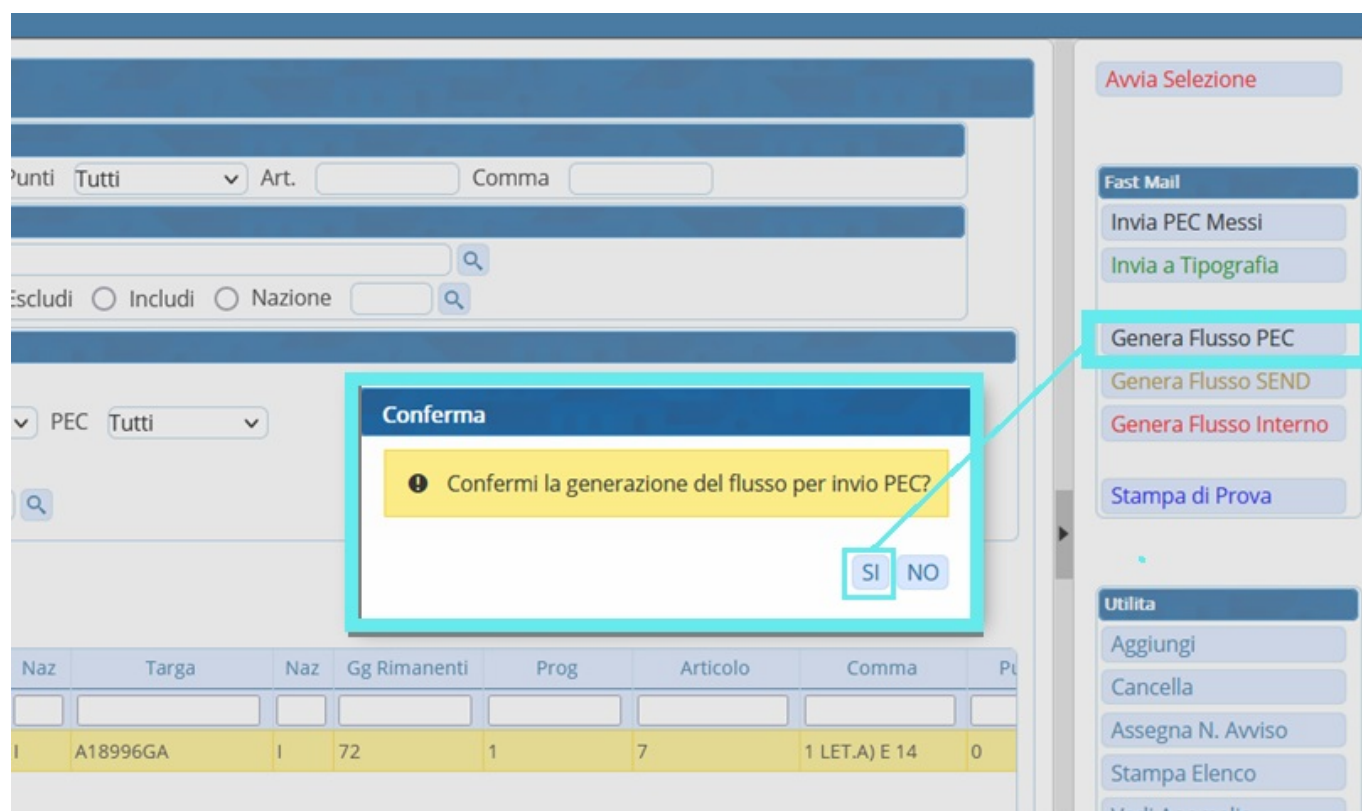 Avvia Selezione
Punti Tutti Art. Comma
Fast Mail
Invia PEC Messi
Invia a Tipografia
Escludi Includi Nazione
Genera Flusso PEC
Genera Flusso SEND
PEC Tutti
Genera Flusso Interno
Conferma
Confermi la generazione del flusso per invio PEC?
SI NO
Stampa di Prova
Utilita
Aggiungi
Cancella
Assegna N. Avviso
Stampa Elenco
Naz Targa Naz Gg Rimanenti Prog Articolo Comma Pu
I A18996GA I 72 1 7 1 LET.A) E 14 0